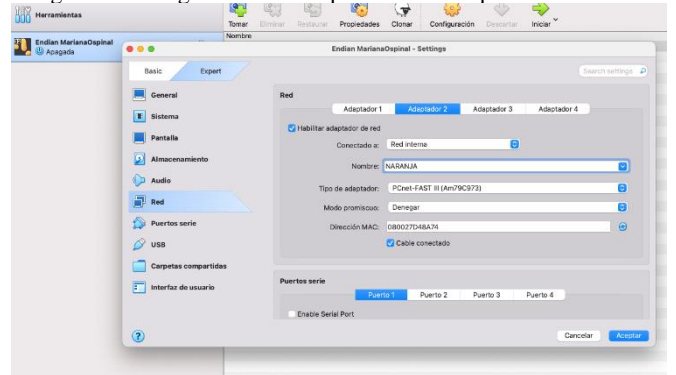 Herramientas
Tomar Eliminar Restaurar Propiedades Clonar Configuración Descartar Iniciar
Nombre
Endian MarianaOspinal
Apagada
Endian MarianaOspinal - Settings
Basic Expert
Search settings
General
Sistema
Pantalla
Almacenamiento
Audio
Red
Puertos serie
USB
Carpetas compartidas
Interfaz de usuario
Red
Adaptador 1 Adaptador 2 Adaptador 3 Adaptador 4
Habilitar adaptador de red
Conectado a: Red interna
Nombre: NARANJA
Tipo de adaptador: PCnet-FAST III (Am79C973)
Modo promiscuo: Denegar
Dirección MAC: 080027D48A74
Cable conectado
Puertos serie
Puerto 1 Puerto 2 Puerto 3 Puerto 4
Enable Serial Port
Cancelar Aceptar